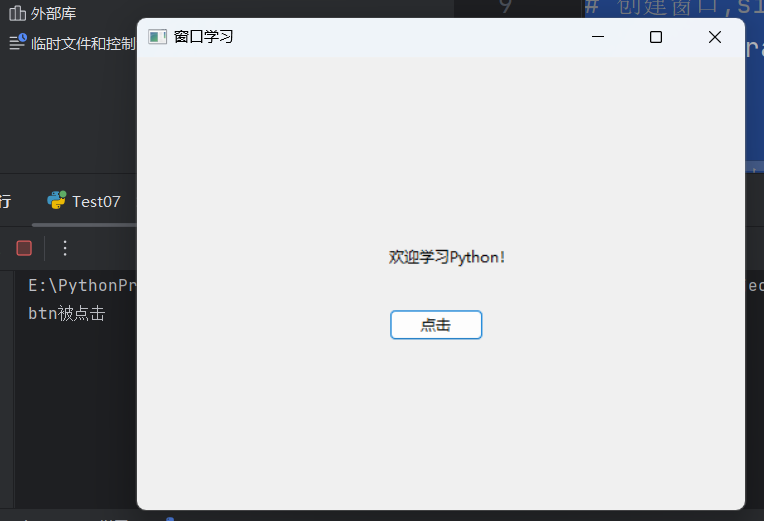 外部库
临时文件和控制
9
# 创建窗口,si
窗口学习
行
Test07
欢迎学习Python!
点击
E:\PythonPr
btn被点击